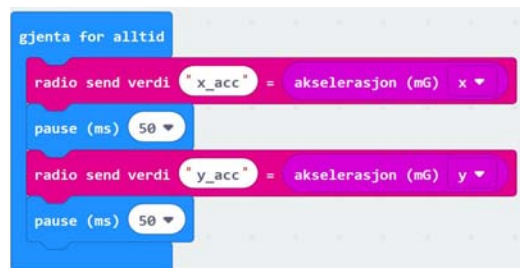 gjenta for alltid
radio send verdi "x_acc" = akselerasjon (mG) x
pause (ms) 50
radio send verdi "y_acc" = akselerasjon (mG) y
pause (ms) 50